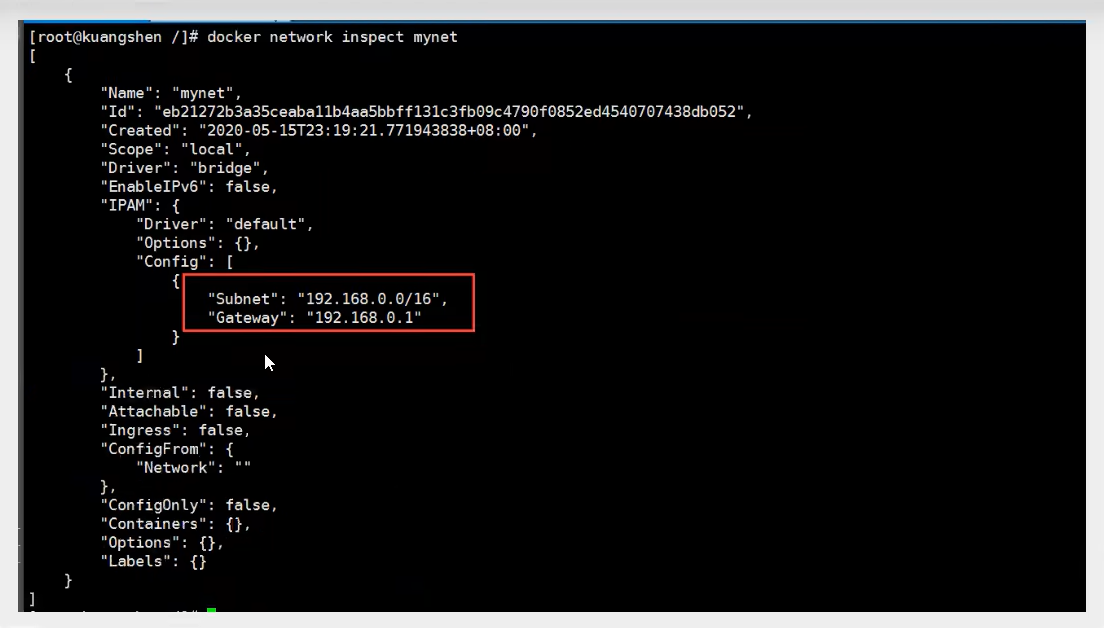 [root@kuangshen /]# docker network inspect mynet
[
    {
        "Name": "mynet",
        "Id": "eb21272b3a35ceaba11b4aa5bbff131c3fb09c4790f0852ed4540707438db052",
        "Created": "2020-05-15T23:19:21.771943838+08:00",
        "Scope": "local",
        "Driver": "bridge",
        "EnableIPv6": false,
        "IPAM": {
            "Driver": "default",
            "Options": {},
            "Config": [
                {
                    "Subnet": "192.168.0.0/16",
                    "Gateway": "192.168.0.1"
                }
            ]
        },
        "Internal": false,
        "Attachable": false,
        "Ingress": false,
        "ConfigFrom": {
            "Network": ""
        },
        "ConfigOnly": false,
        "Containers": {},
        "Options": {},
        "Labels": {}
    }
]